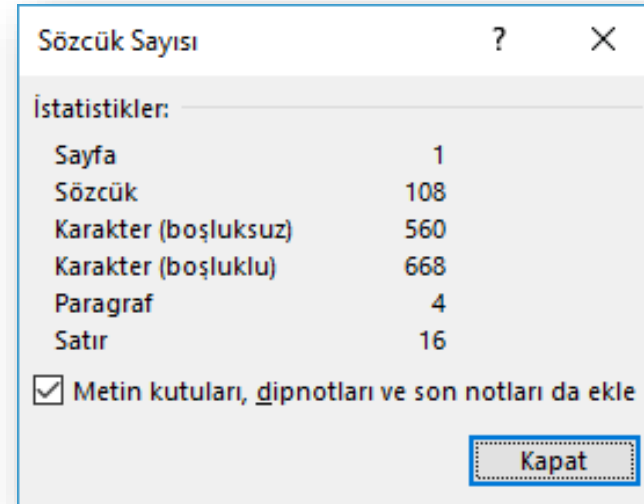 Sözcük Sayısı ?
İstatistikler:
Sayfa 1
Sözcük 108
Karakter (boşluksuz) 560
Karakter (boşluklu) 668
Paragraf 4
Satır 16
Metin kutuları, dipnotları ve son notları da ekle
Kapat